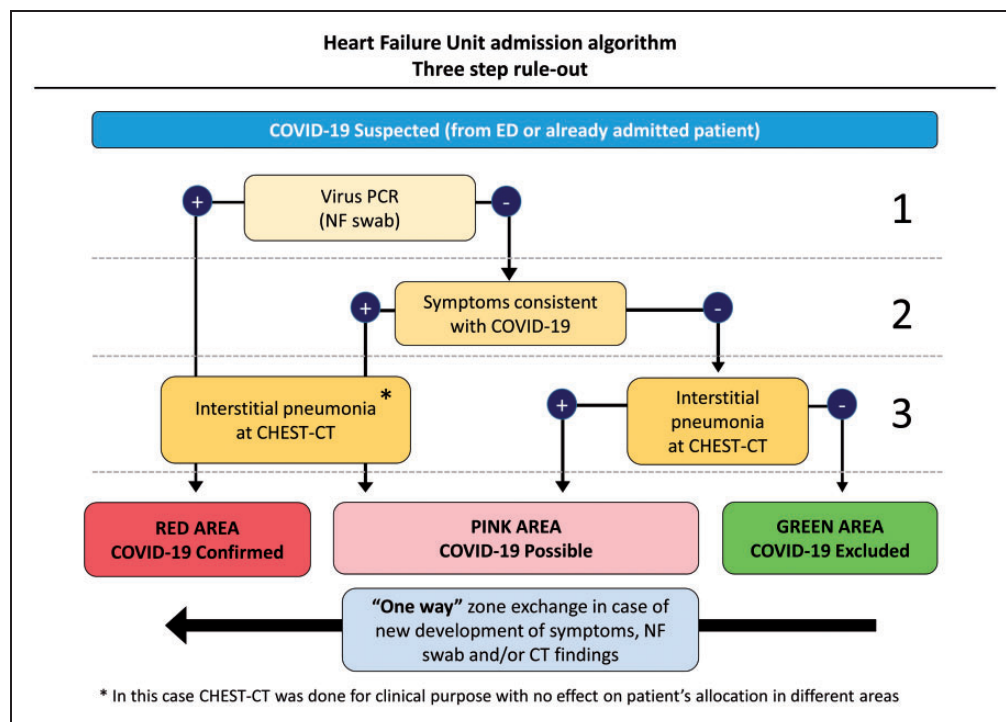 Heart Failure Unit admission algorithm
Three step rule-out
COVID-19 Suspected (from ED or already admitted patient)
+
Virus PCR
(NF swab)
-
1
+
Symptoms consistent
with COVID-19
-
2
Interstitial pneumonia *
at CHEST-CT
+
Interstitial
pneumonia
at CHEST-CT
-
3
RED AREA
COVID-19 Confirmed
PINK AREA
COVID-19 Possible
GREEN AREA
COVID-19 Excluded
“One way” zone exchange in case of
new development of symptoms, NF
swab and/or CT findings
* In this case CHEST-CT was done for clinical purpose with no effect on patient’s allocation in different areas